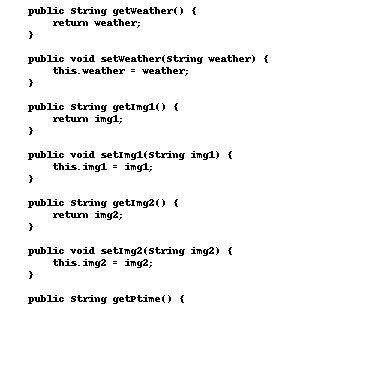 public String getWeather() {
return weather;
}
public void setWeather(String weather) {
this.weather = weather;
}
public String getImg1() {
return img1;
}
public void setImg1(String img1) {
this.img1 = img1;
}
public String getImg2() {
return img2;
}
public void setImg2(String img2) {
this.img2 = img2;
}
public String getPtime() {